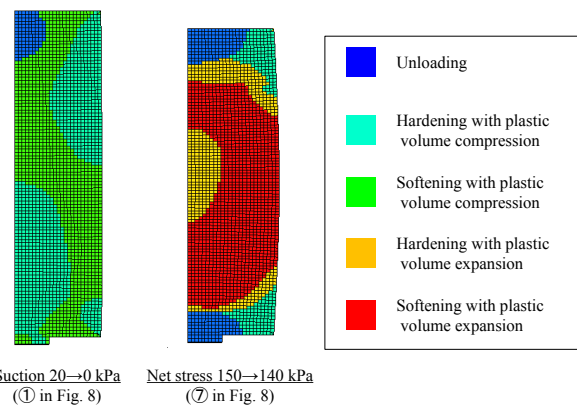 Unloading
Hardening with plastic
volume compression
Softening with plastic
volume compression
Hardening with plastic
volume expansion
Softening with plastic
volume expansion
uction 20→0 kPa
(① in Fig. 8)
Net stress 150→140 kPa
(⑦ in Fig. 8)